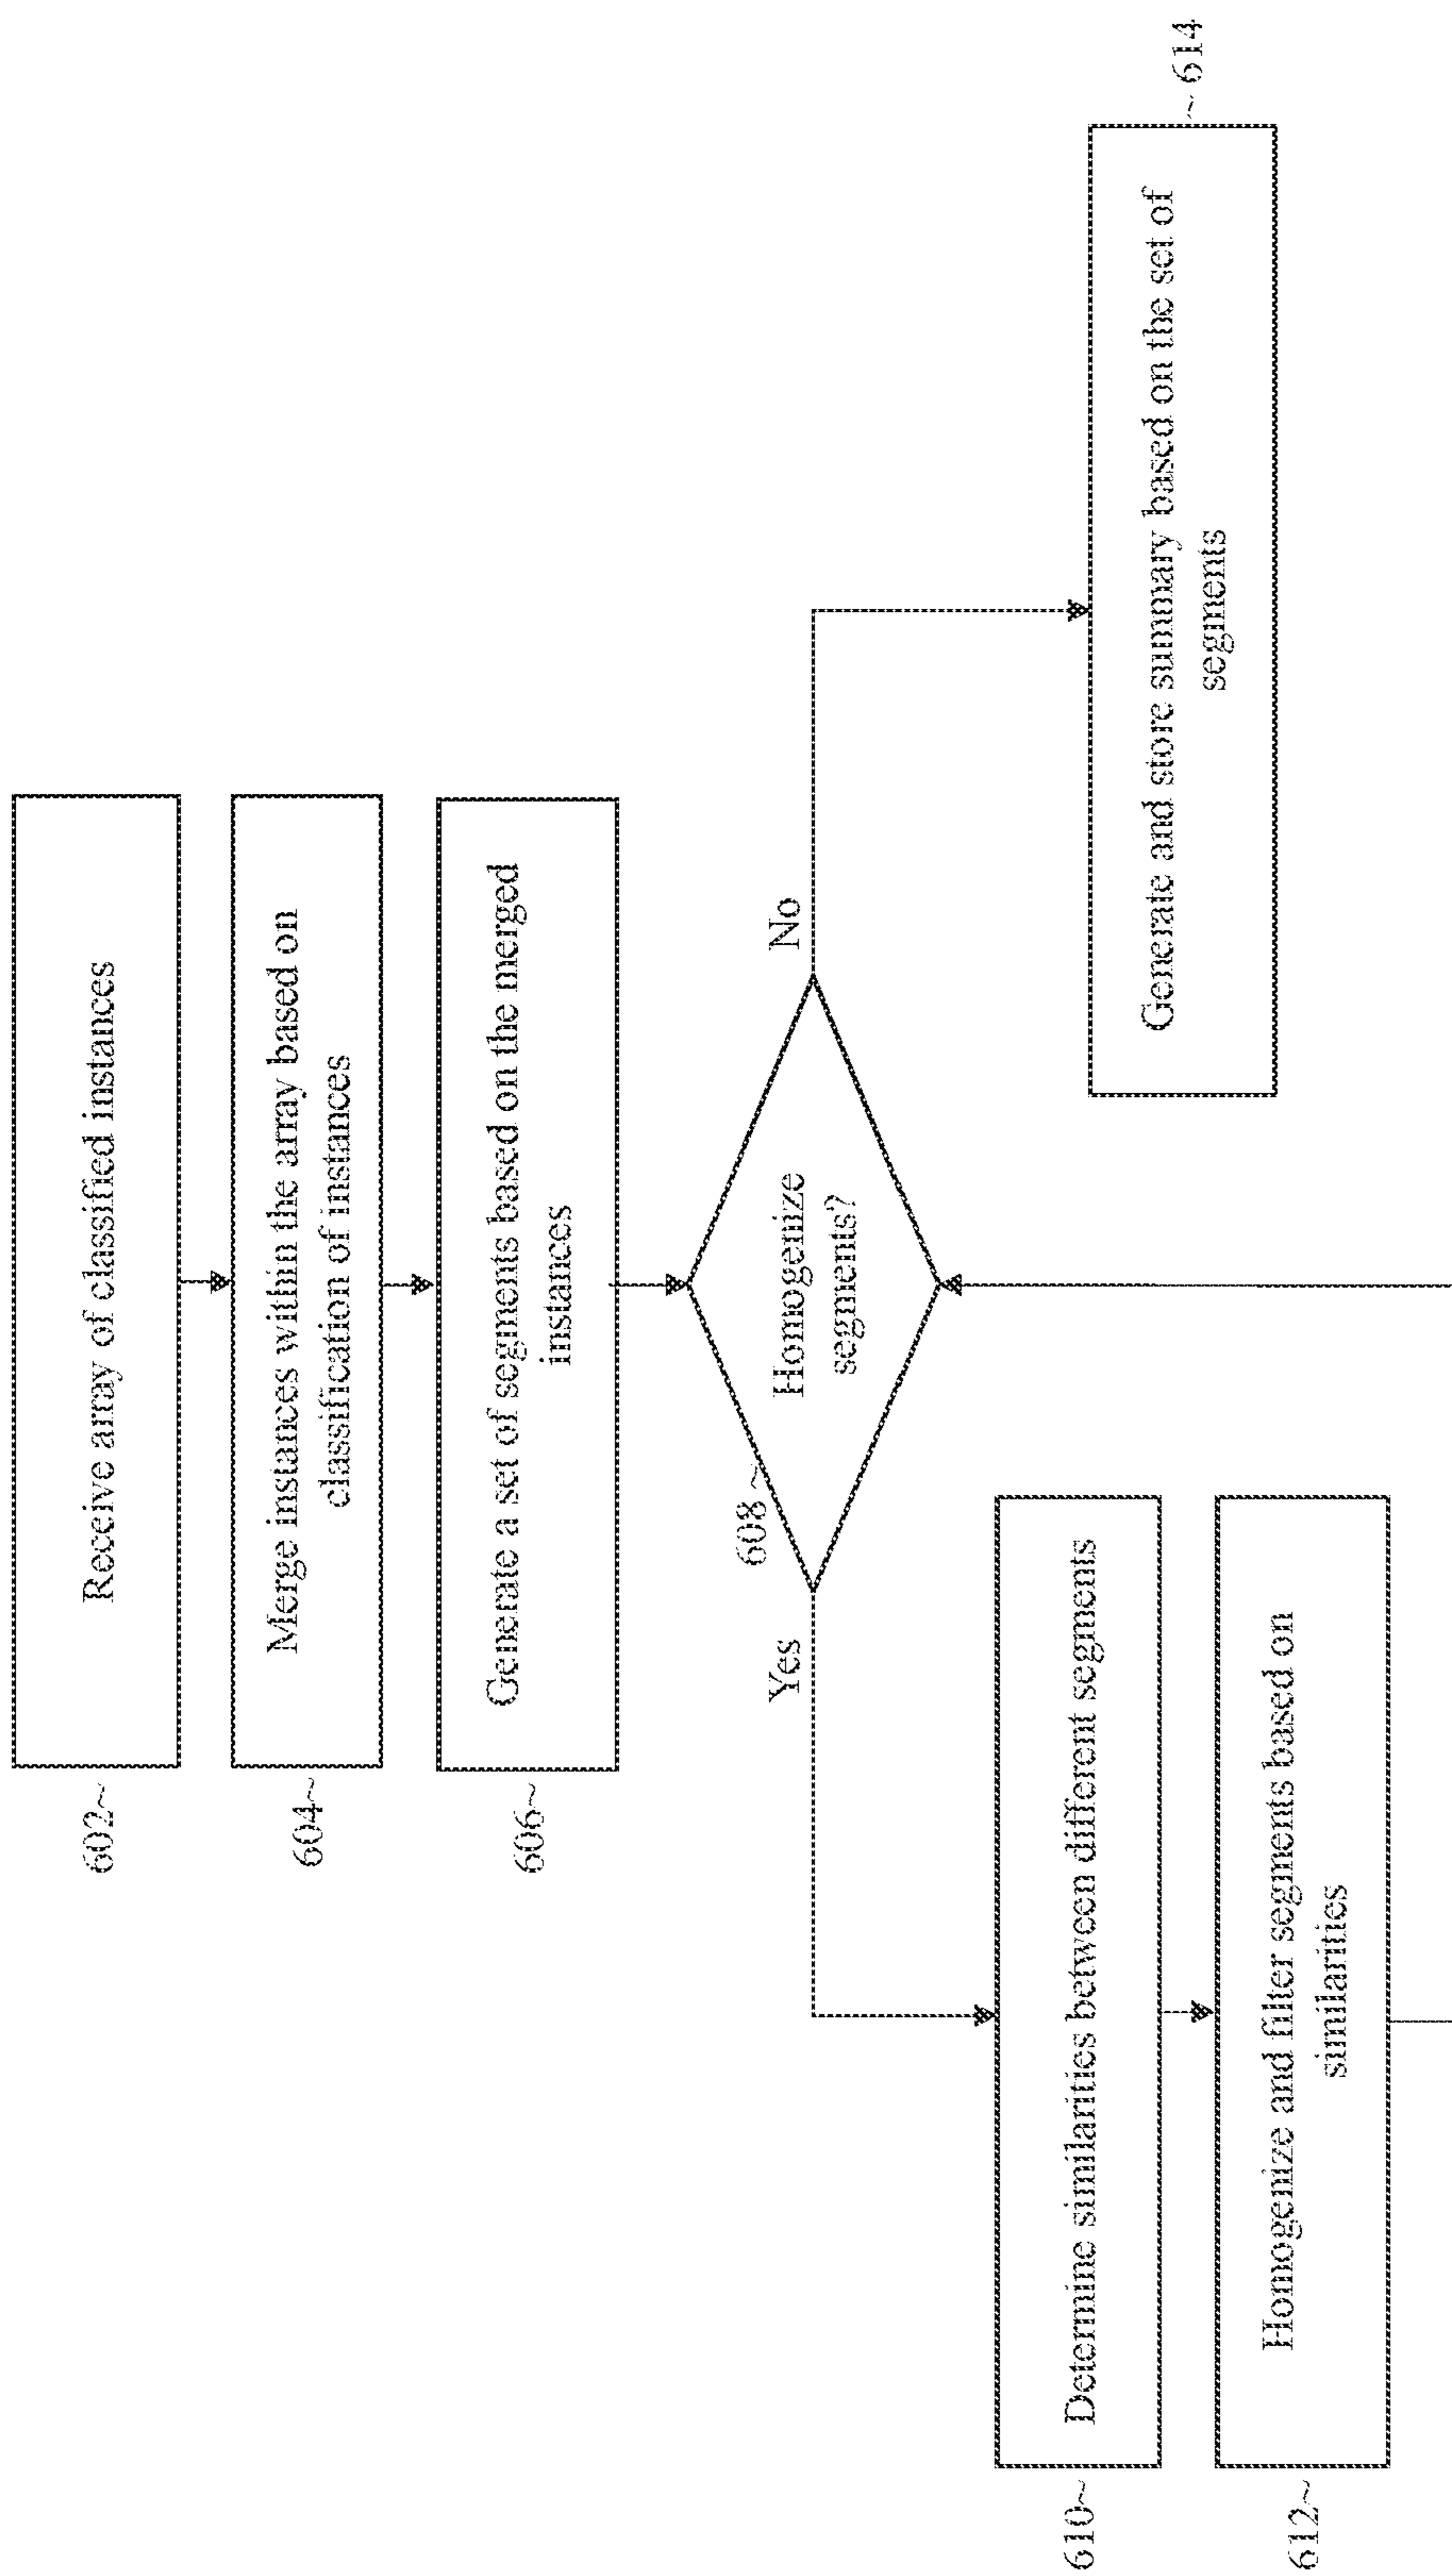 602~
Receive array of classified instances
604~
Merge instances within the array based on
classification of instances
606~
Generate a set of segments based on the merged
instances
608 ~
Homogenize
segments?
Yes
No
610~
Determine similarities between different segments
612~
Homogenize and filter segments based on
similarities
Generate and store summary based on the set of
segments
~ 614